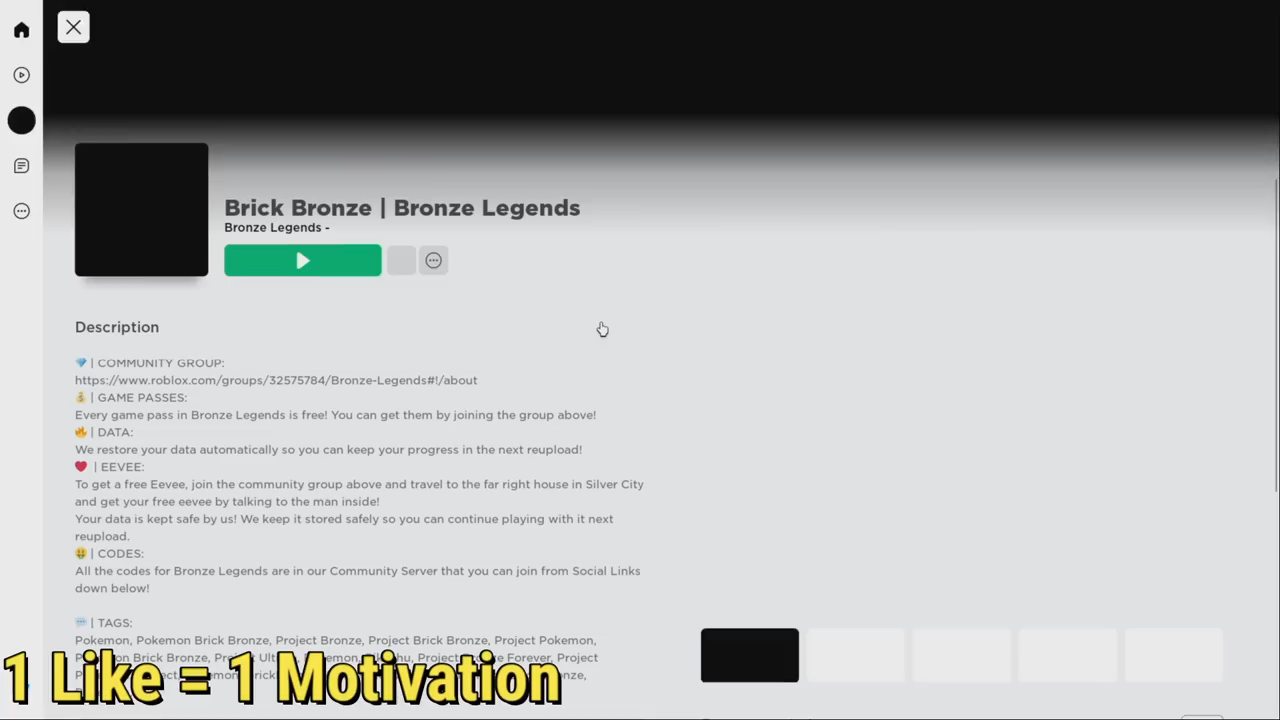 Brick Bronze | Bronze Legends
Bronze Legends -
Description
💎 | COMMUNITY GROUP:
https://www.roblox.com/groups/32575784/Bronze-Legends#!/about
💰 | GAME PASSES:
Every game pass in Bronze Legends is free! You can get them by joining the group above!
🔥 | DATA:
We restore your data automatically so you can keep your progress in the next reupload!
❤️ | EEVEE:
To get a free Eevee, join the community group above and travel to the far right house in Silver City
and get your free eevee by talking to the man inside!
Your data is kept safe by us! We keep it stored safely so you can continue playing with it next
reupload.
🤑 | CODES:
All the codes for Bronze Legends are in our Community Server that you can join from Social Links
down below!
💬 | TAGS:
Pokemon, Pokemon Brick Bronze, Project Bronze, Project Brick Bronze, Project Pokemon,
Brick Bronze, Project Forever, Project
1 Like = 1 Motivation